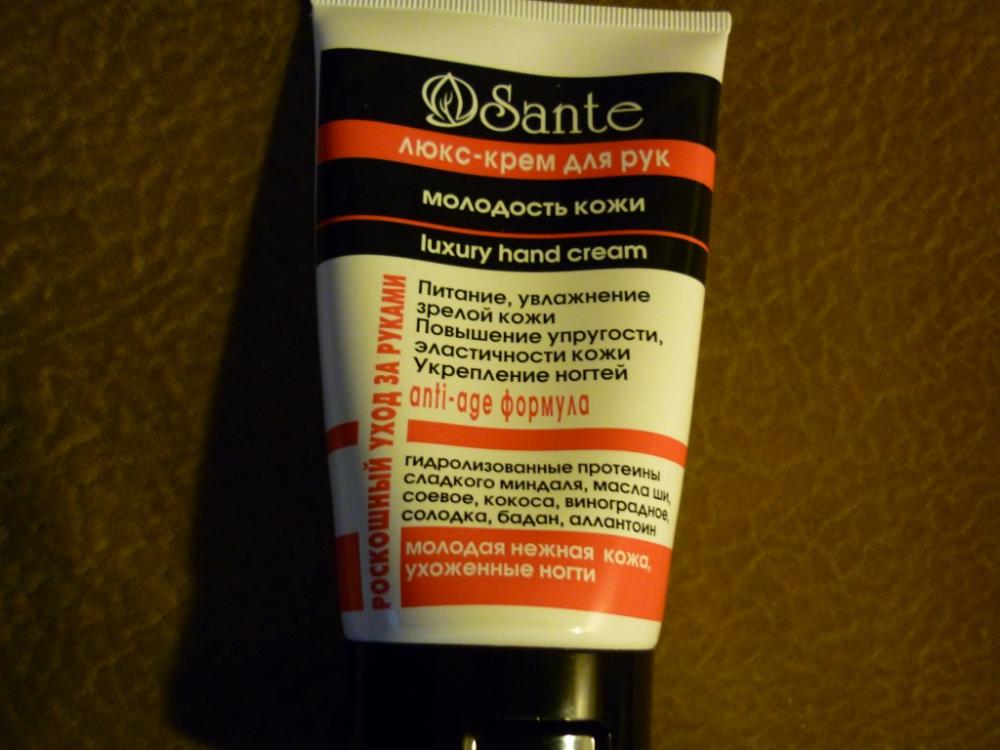 Sante
люкс-крем для рук
молодость кожи
luxury hand cream
РОСКОШНЫЙ УХОД ЗА РУКАМИ
Питание, увлажнение
зрелой кожи
Повышение упругости,
эластичности кожи
Укрепление ногтей
anti-age формула
гидролизованные протеины
сладкого миндаля, масла ши,
соевое, кокоса, виноградное,
солодка, бадан, аллантоин
молодая нежная кожа,
ухоженные ногти